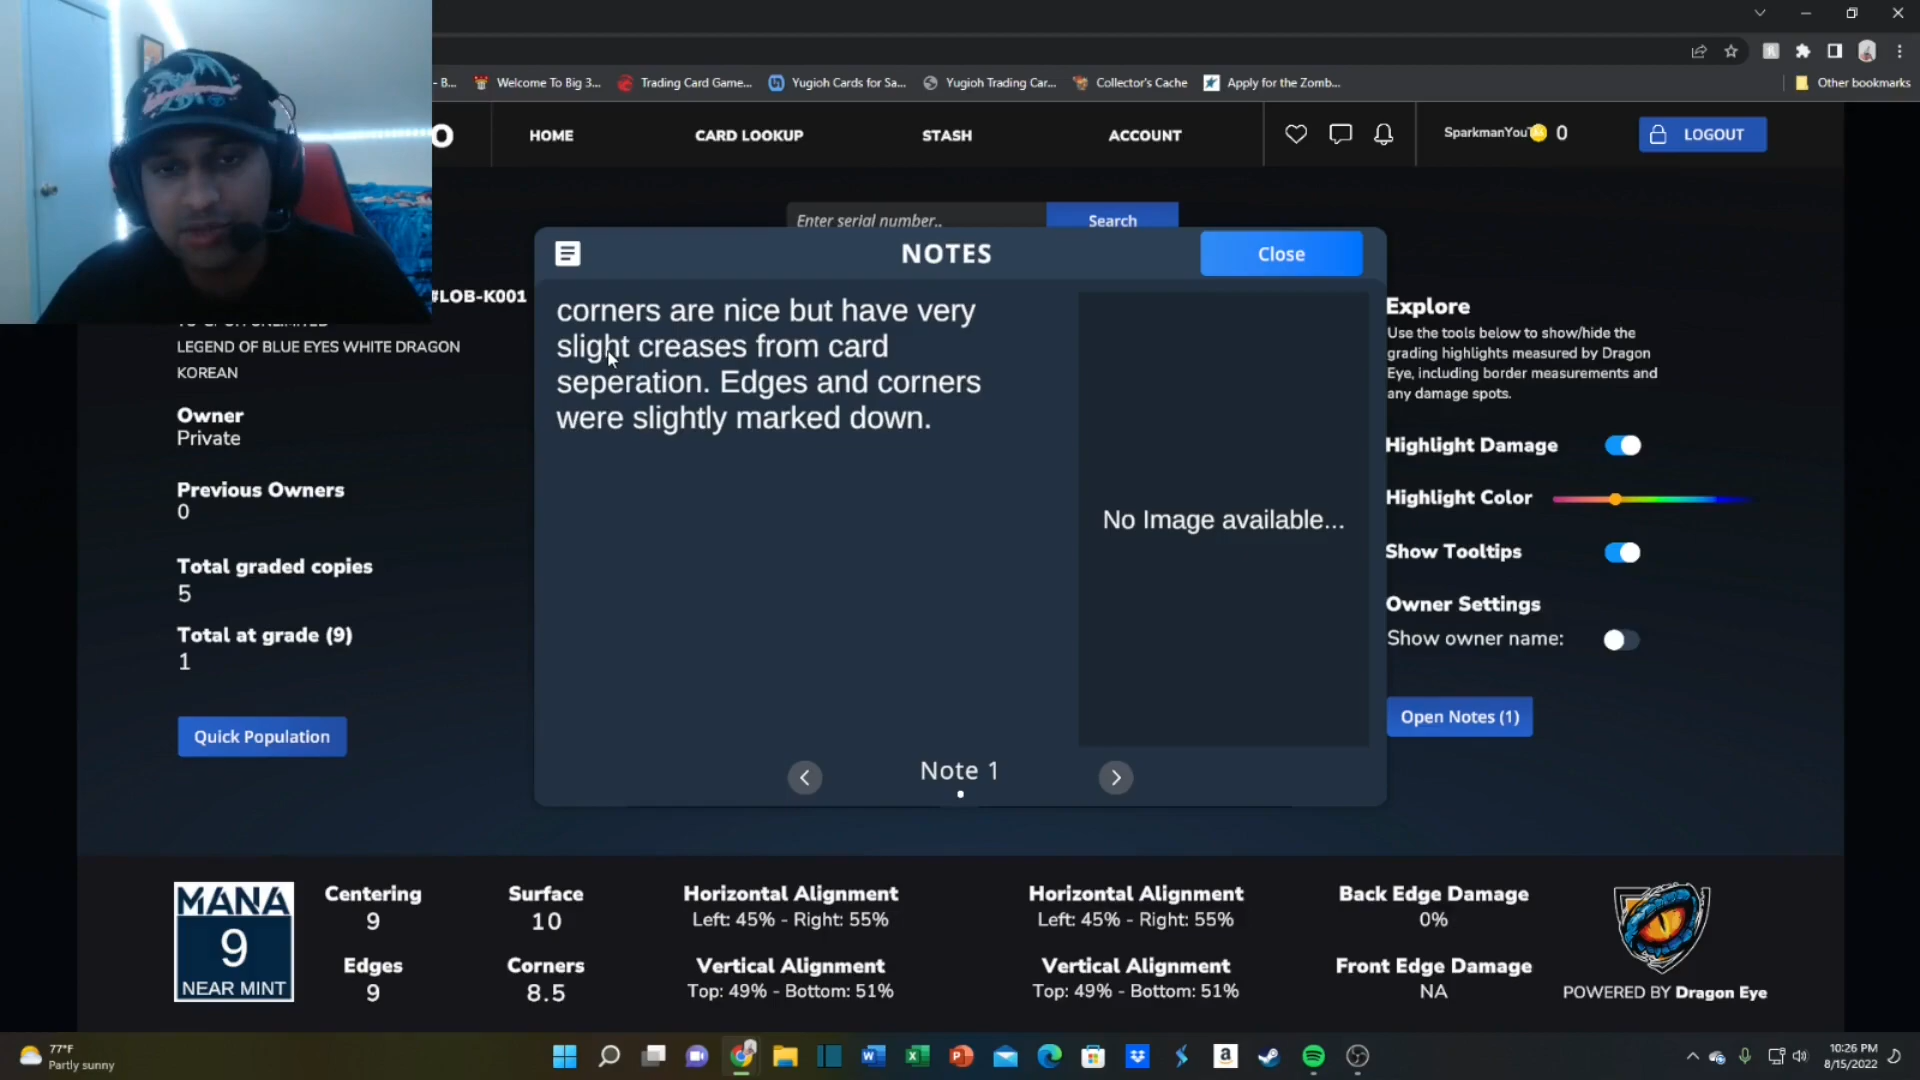 - B...
Welcome To Big 3...
Trading Card Game...
Yugioh Cards for Sa...
Yugioh Trading Car...
Collector's Cache
Apply for the Zomb...
Other bookmarks
O
HOME
CARD LOOKUP
STASH
ACCOUNT
SparkmanYouT
0
LOGOUT
Enter serial number..
Search
#LOB-K001
LEGEND OF BLUE EYES WHITE DRAGON
KOREAN
Owner
Private
Previous Owners
0
Total graded copies
5
Total at grade (9)
1
Quick Population
NOTES
Close
corners are nice but have very
slight creases from card
seperation. Edges and corners
were slightly marked down.
No Image available...
Note 1
Explore
Use the tools below to show/hide the
grading highlights measured by Dragon
Eye, including border measurements and
any damage spots.
Highlight Damage
Highlight Color
Show Tooltips
Owner Settings
Show owner name:
Open Notes (1)
MANA
9
NEAR MINT
Centering
9
Edges
9
Surface
10
Corners
8.5
Horizontal Alignment
Left: 45% - Right: 55%
Vertical Alignment
Top: 49% - Bottom: 51%
Horizontal Alignment
Left: 45% - Right: 55%
Vertical Alignment
Top: 49% - Bottom: 51%
Back Edge Damage
0%
Front Edge Damage
NA
POWERED BY Dragon Eye
77°F
Partly sunny
10:26 PM
8/15/2022